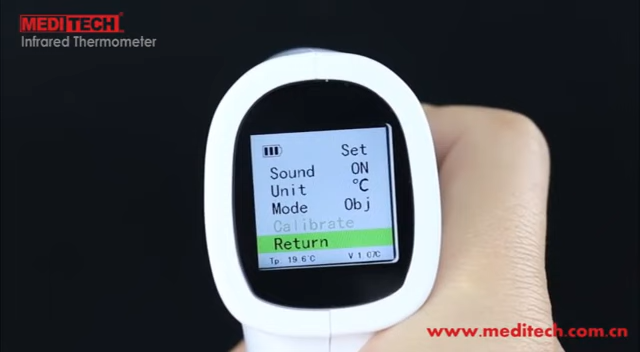 MEDITECH
Infrared Thermometer
Set
Sound ON
Unit °C
Mode Obj
Calibrate
Return
Tp. 19.6°C V 1.07C
www.meditech.com.cn